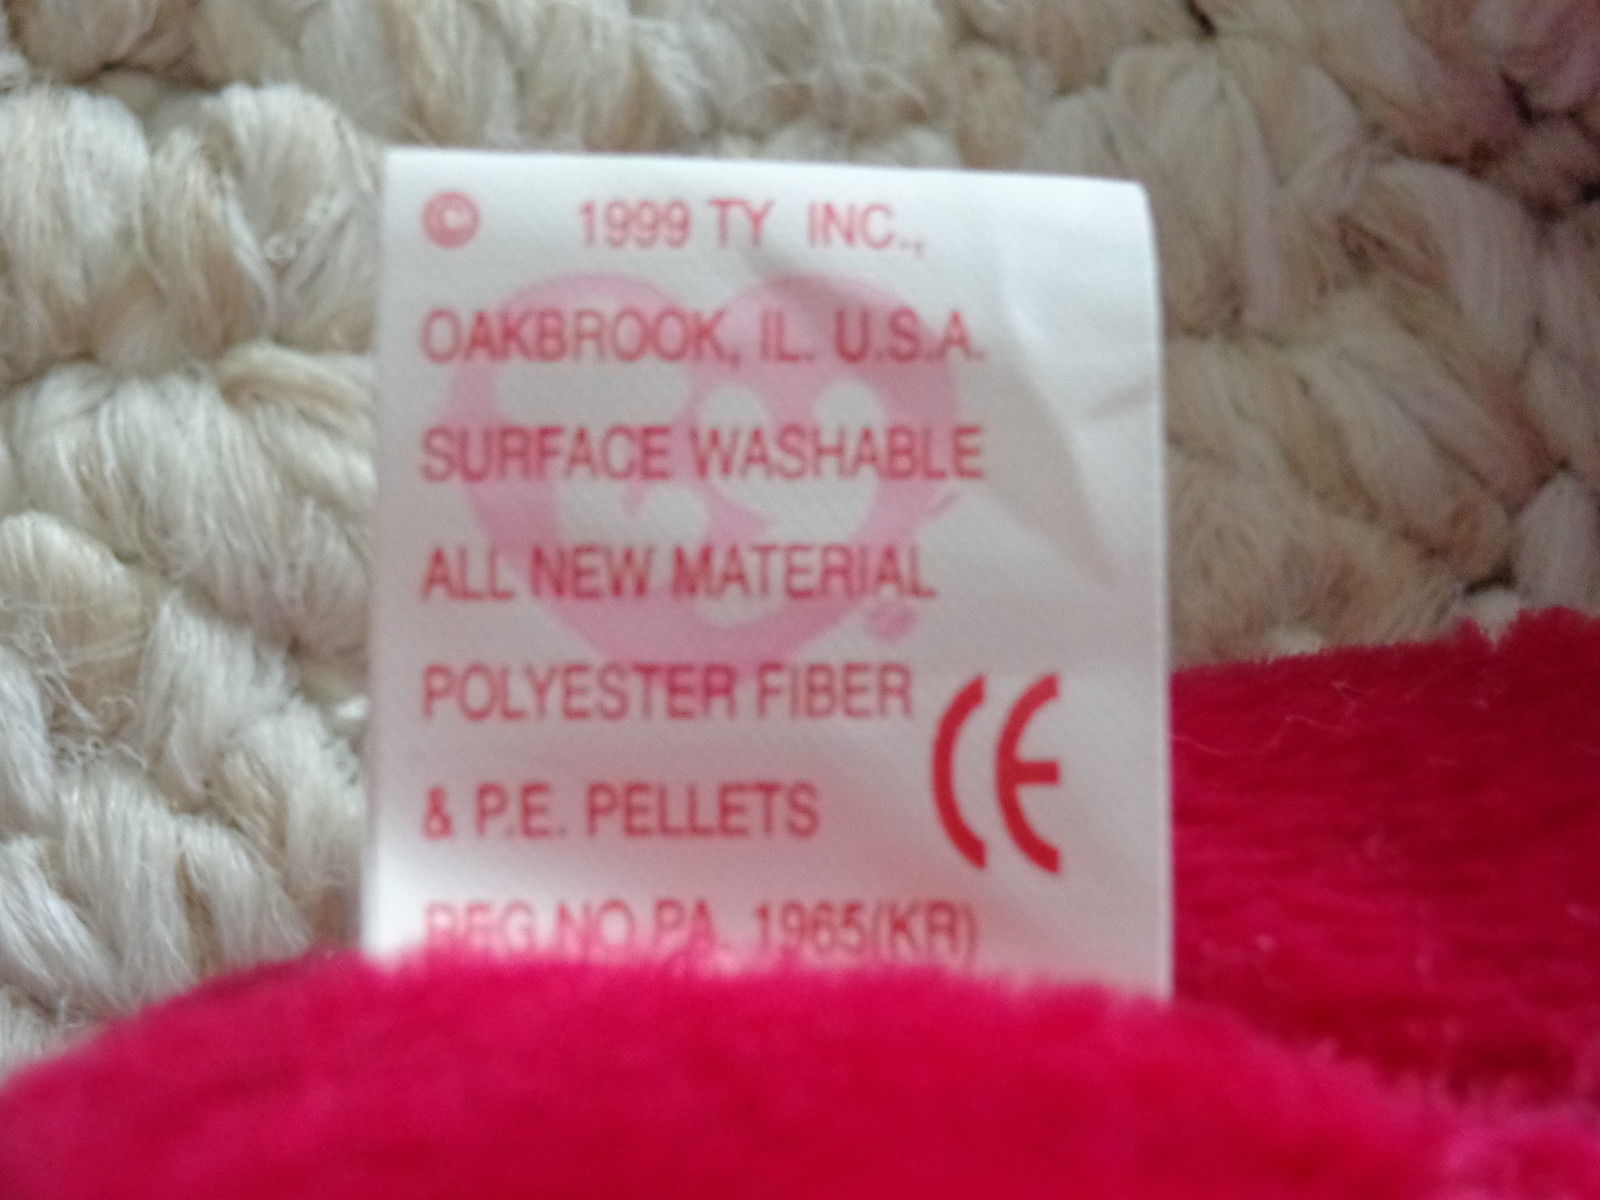 © 1999 TY INC.,
OAKBROOK, IL. U.S.A.
SURFACE WASHABLE
ALL NEW MATERIAL
POLYESTER FIBER
& P.E. PELLETS
CE
REG.NO.PA. 1965(KR)